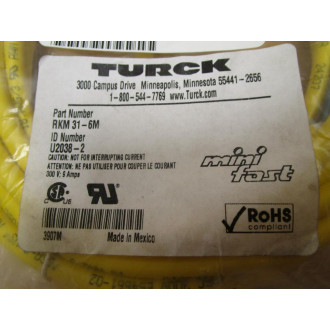 TURCK
3000 Campus Drive Minneapolis, Minnesota 55441-2656
1-800-544-7769 www.Turck.com
Part Number
RKM 31-6M
ID Number
U2038-2
CAUTION: NOT FOR INTERRUPTING CURRENT
ATTENTION: NE PAS UTILISER POUR COUPER LE COURANT
300 V: 9 Amps
mini
fast
RoHS
compliant
3907M
Made in Mexico